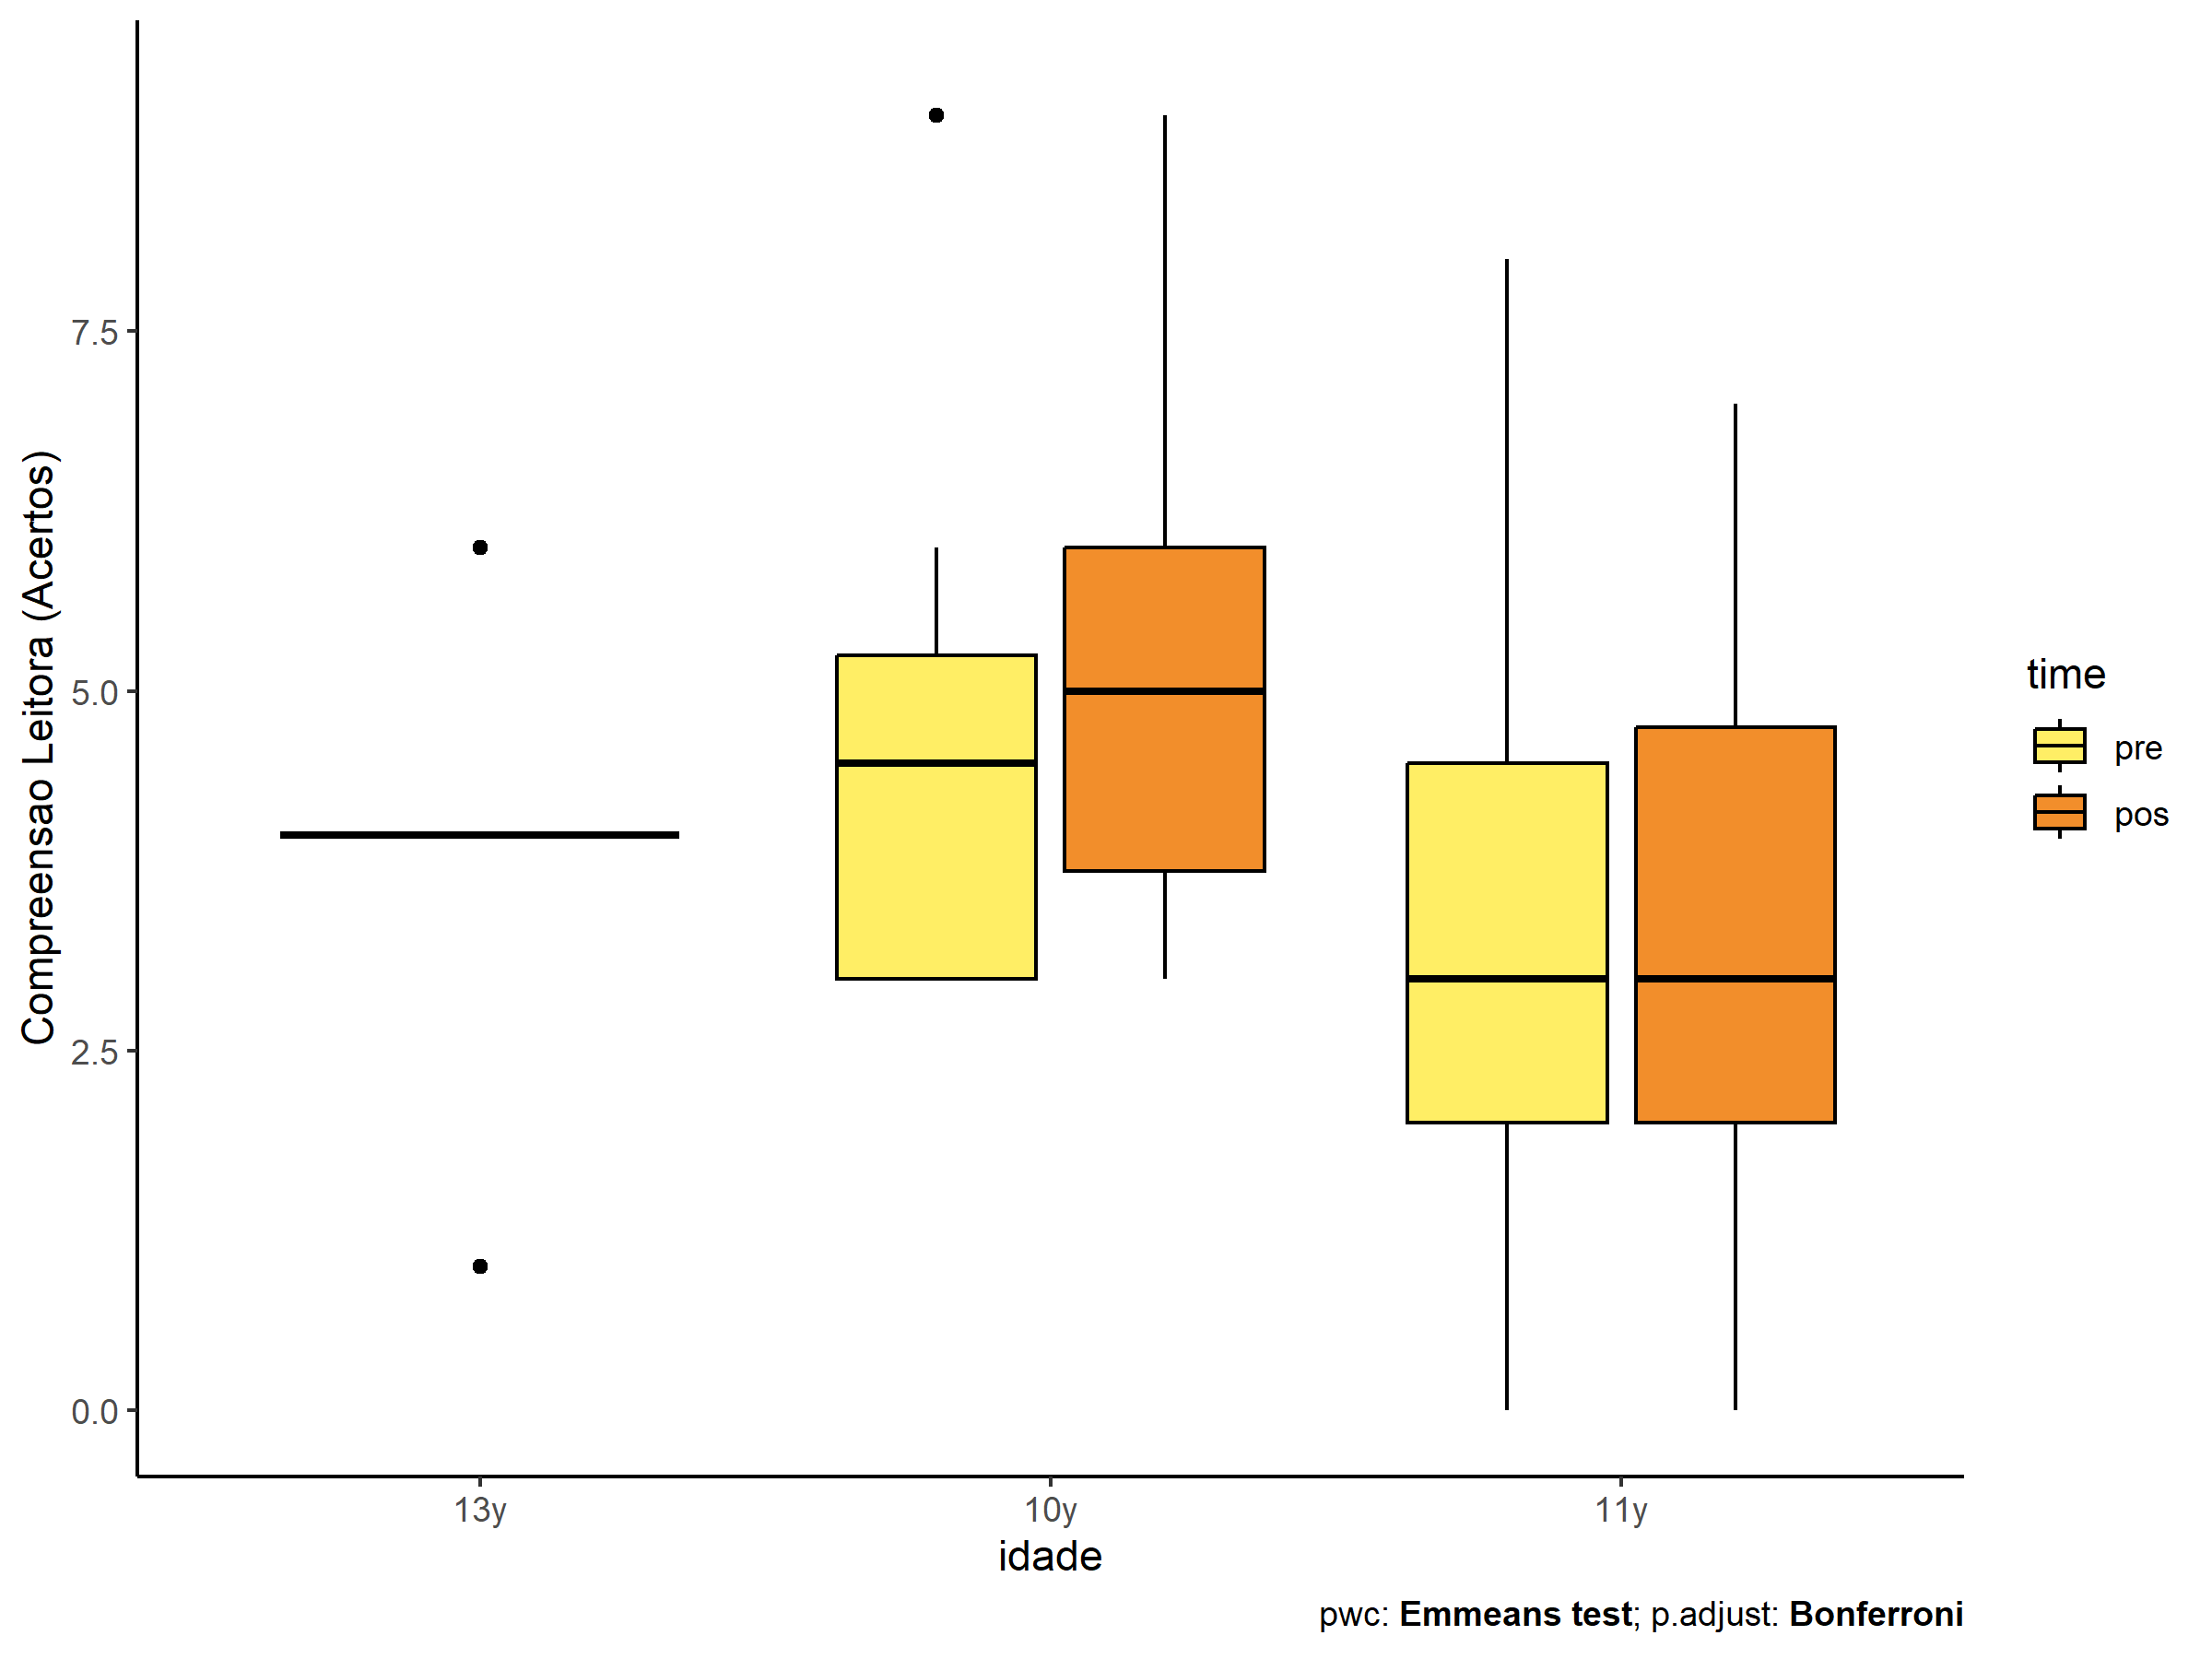 Compreensao Leitora (Acertos)
7.5
5.0
2.5
0.0
13y
10y
11y
idade
time
pre
pos
pwc: Emmeans test; p.adjust: Bonferroni